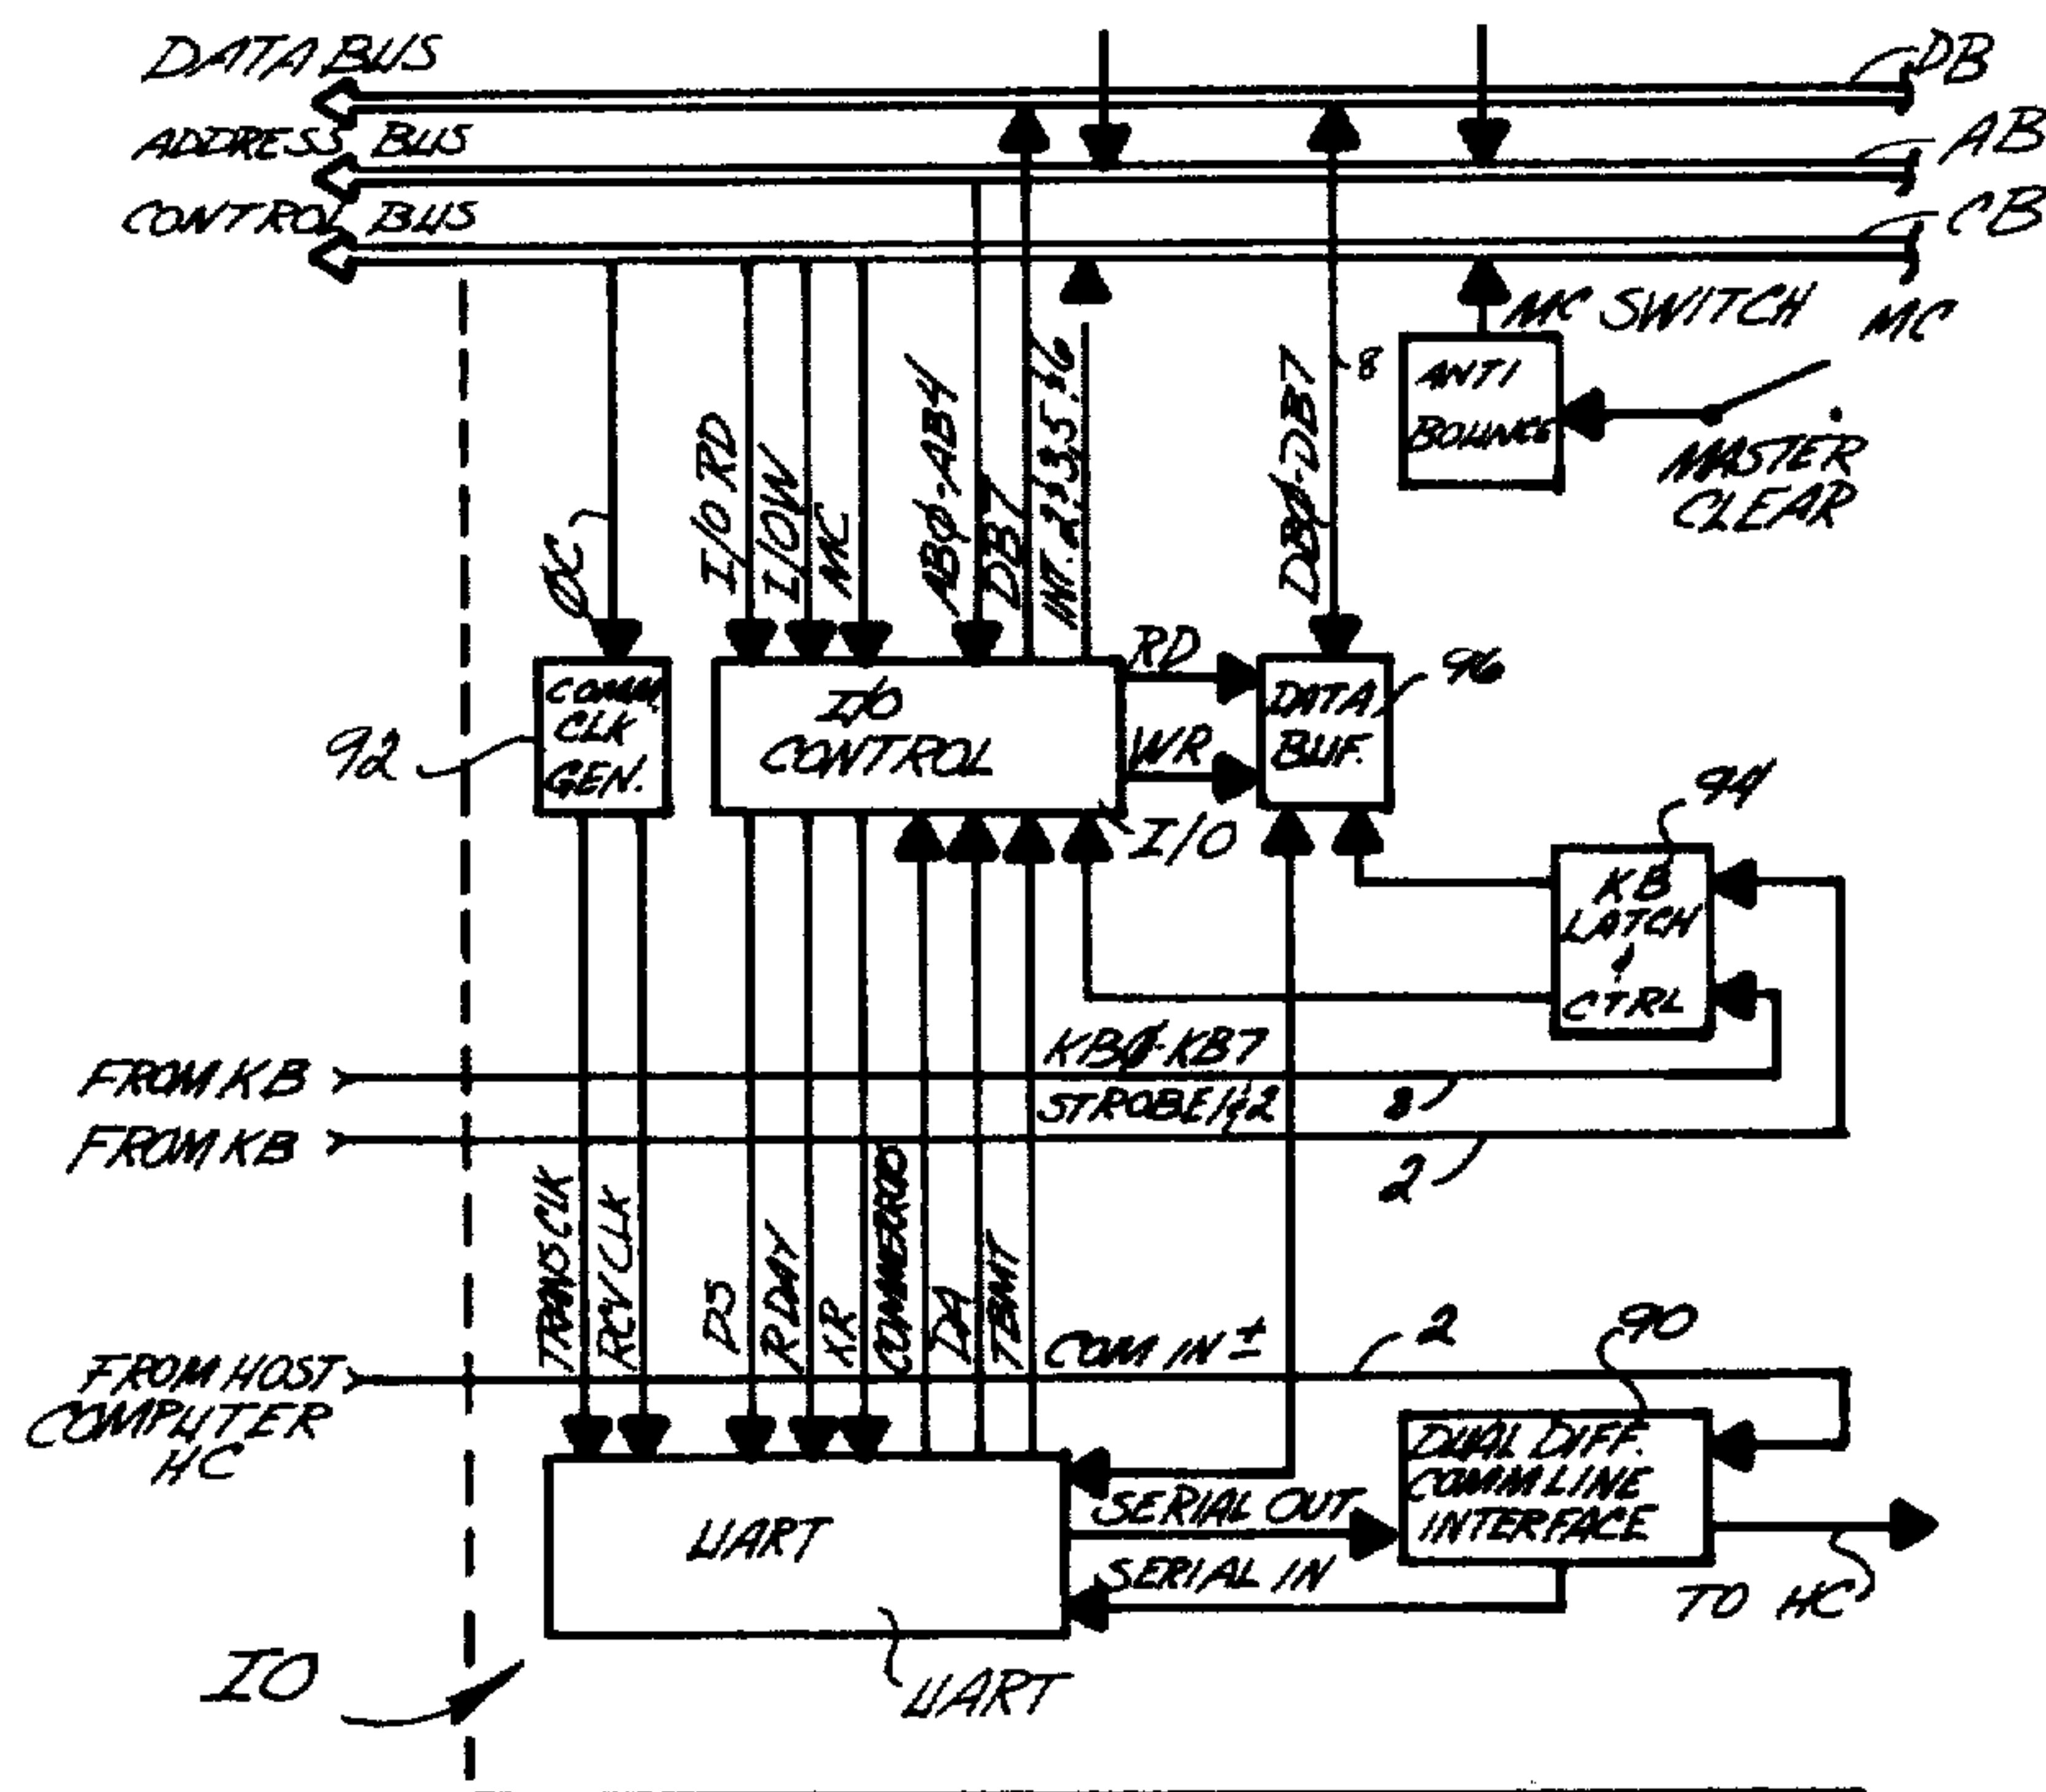 DATA BUS
DB
ADDRESS BUS
AB
CONTROL BUS
CB
MC SWITCH
MC
ANTI
BOUNCE
MASTER
CLEAR
I/O RD
I/OW
MC
ABØ-AB4
DB7
DBØ-DB7
8
RD
WR
COMM
CLK
GEN.
92
I/O
CONTROL
I/O
DATA
BUF.
96
94
KB
LATCH
&
CTRL
FROM KB
KBØ-KB7
8
FROM KB
STROBE 1&2
2
TRANSCLK
RCV CLK
DS
R DAT
XR
DA
TBMT
COM IN ±
2
90
FROM HOST
COMPUTER
HC
DUAL DIFF.
COMM LINE
INTERFACE
UART
SERIAL OUT
SERIAL IN
TO HC
IO
UART